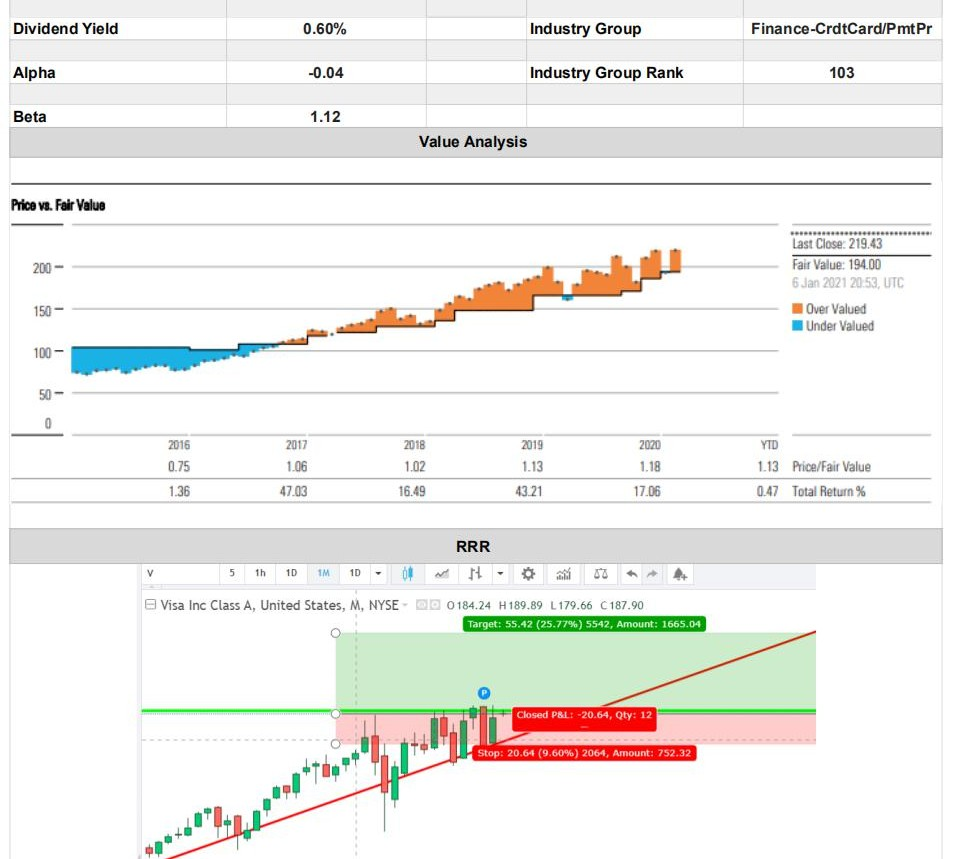 Dividend Yield 0.60% Industry Group Finance-CrdtCard/PmtPr
Alpha -0.04 Industry Group Rank 103
Beta 1.12
Value Analysis
Price vs. Fair Value
200
150
100
50
0
Last Close: 219.43
Fair Value: 194.00
6 Jan 2021 20:53, UTC
Over Valued
Under Valued
2016 2017 2018 2019 2020 YTD
0.75 1.06 1.02 1.13 1.18 1.13 Price/Fair Value
1.36 47.03 16.49 43.21 17.06 0.47 Total Return %
RRR
V 5 1h 1D 1M 1D
Visa Inc Class A, United States, M, NYSE O184.24 H189.89 L179.66 C187.90
Target: 55.42 (25.77%) 5542, Amount: 1665.04
P
Closed P&L: -20.64, Qty: 12
Stop: 20.64 (9.60%) 2064, Amount: 752.32